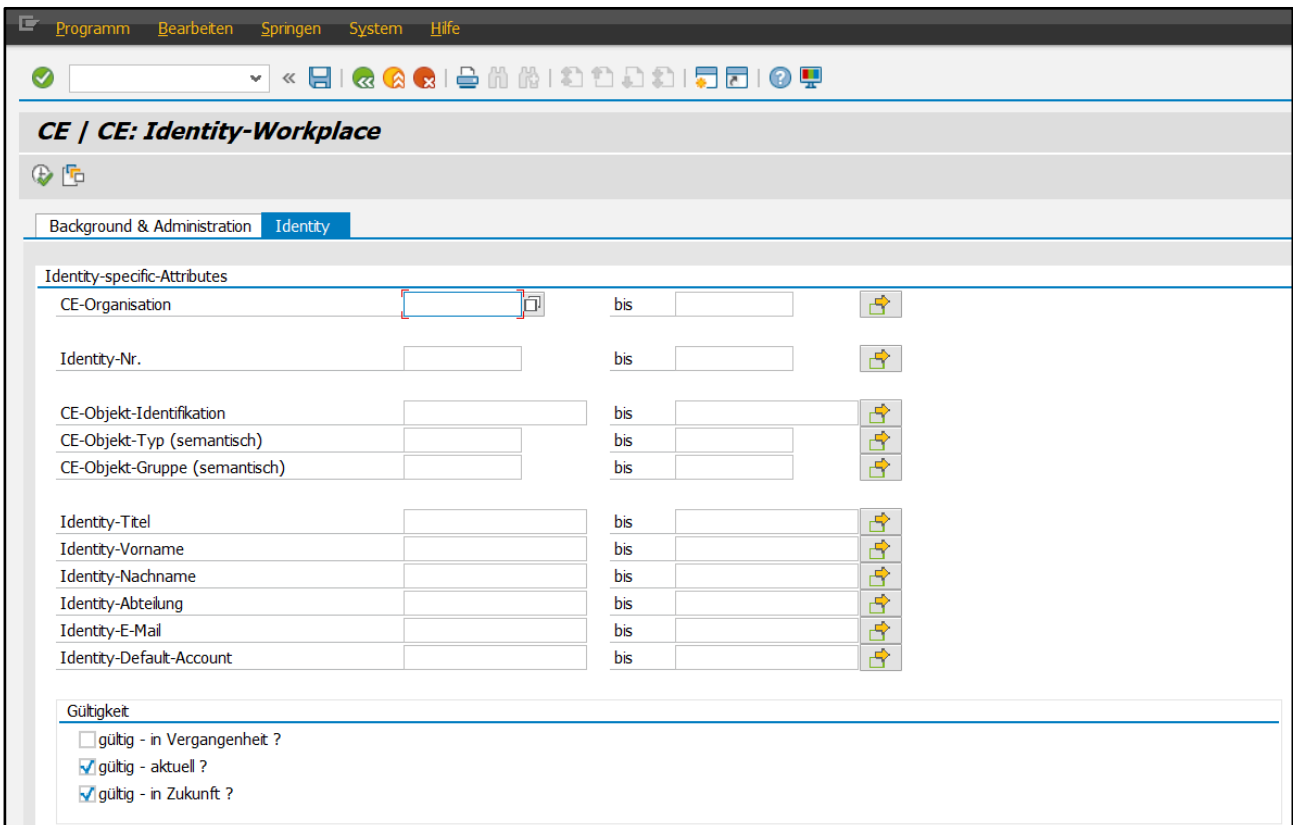 Programm Bearbeiten Springen System Hilfe
CE / CE: Identity-Workplace
Background & Administration Identity
Identity-specific-Attributes
CE-Organisation bis
Identity-Nr. bis
CE-Objekt-Identifikation bis
CE-Objekt-Typ (semantisch) bis
CE-Objekt-Gruppe (semantisch) bis
Identity-Titel bis
Identity-Vorname bis
Identity-Nachname bis
Identity-Abteilung bis
Identity-E-Mail bis
Identity-Default-Account bis
Gültigkeit
gültig - in Vergangenheit ?
gültig - aktuell ?
gültig - in Zukunft ?